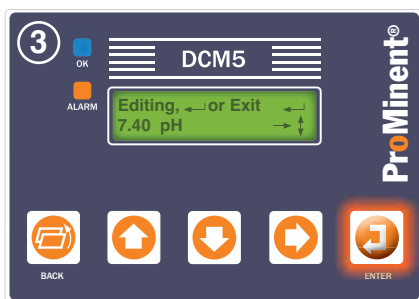 3
OK
DCM5
ALARM
Editing, ↵ or Exit ↵
7.40 pH → ↕
ProMinent®
BACK
ENTER